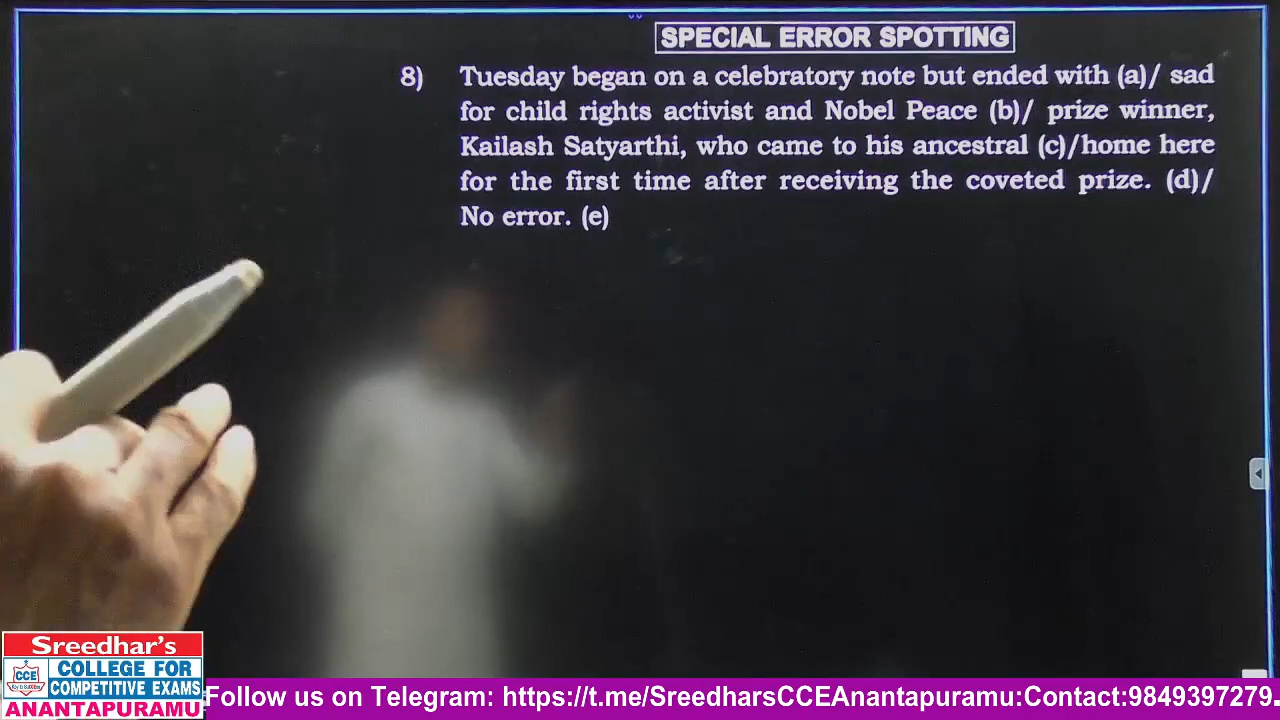 SPECIAL ERROR SPOTTING
8) Tuesday began on a celebratory note but ended with (a)/ sad
for child rights activist and Nobel Peace (b)/ prize winner,
Kailash Satyarthi, who came to his ancestral (c)/home here
for the first time after receiving the coveted prize. (d)/
No error. (e)
Sreedhar's
CCE
COLLEGE FOR
COMPETITIVE EXAMS
ANANTAPURAMU
Follow us on Telegram: https://t.me/SreedharsCCEAnantapuramu:Contact:9849397279.